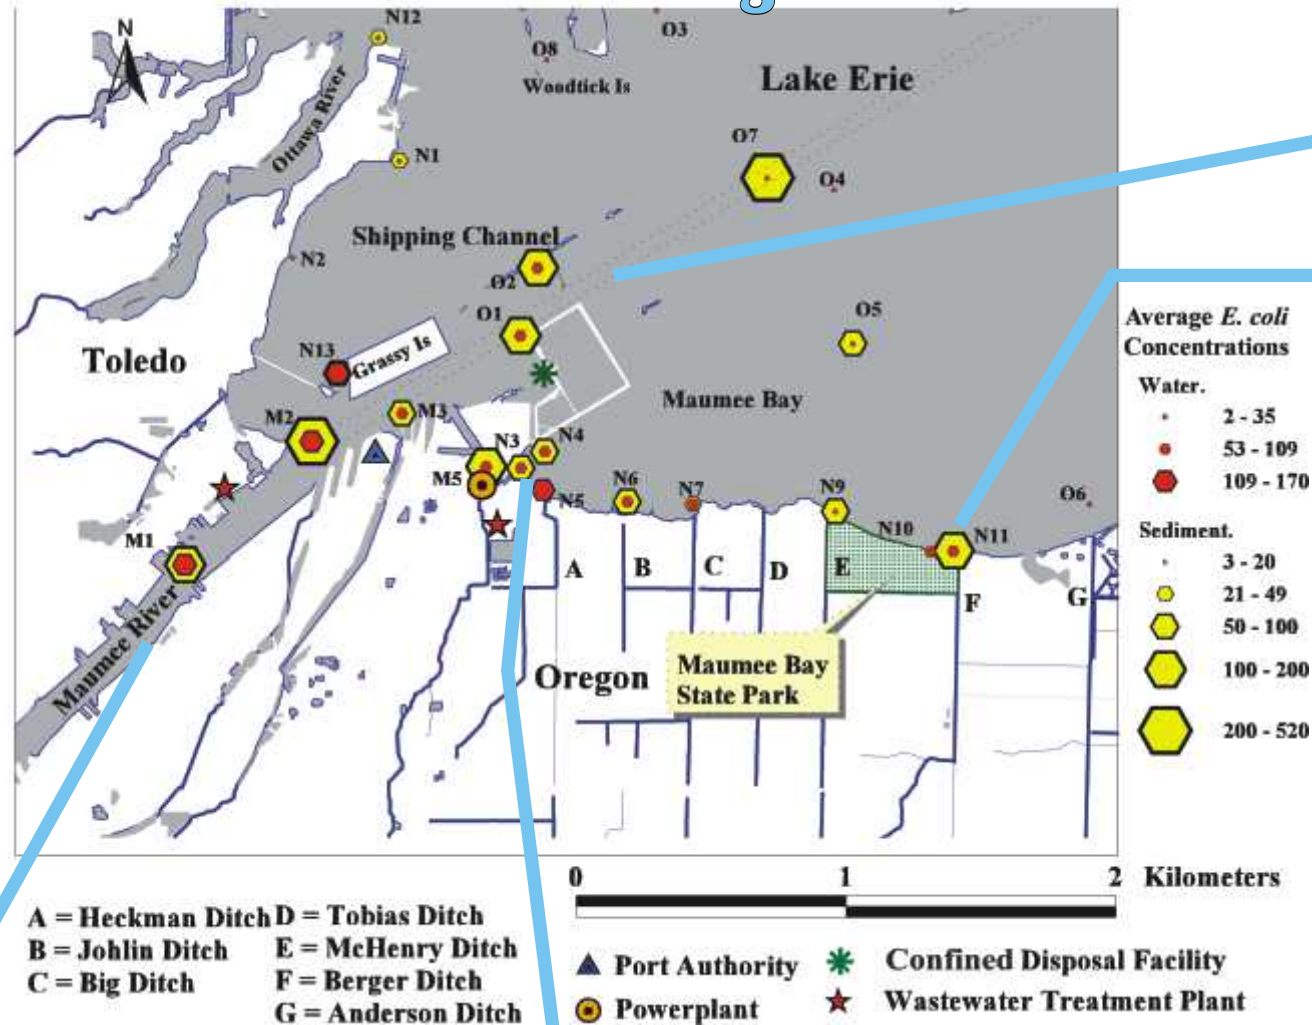 g
N
N12
O3
O8
Woodtick Is
Lake Erie
Ottawa River
O7
N1
O4
Shipping Channel
N2
O2
O1
O5
Toledo
N13
Grassy Is
M2
M3
Maumee Bay
N3
N4
M5
N5
N6
N7
N9
N10
N11
O6
M1
A
B
C
D
E
F
G
Maumee River
Oregon
Maumee Bay
State Park
Average E. coli
Concentrations
Water.
2 - 35
53 - 109
109 - 170
Sediment.
3 - 20
21 - 49
50 - 100
100 - 200
200 - 520
0
1
2
Kilometers
A = Heckman Ditch
B = Johlin Ditch
C = Big Ditch
D = Tobias Ditch
E = McHenry Ditch
F = Berger Ditch
G = Anderson Ditch
Port Authority
Powerplant
Confined Disposal Facility
Wastewater Treatment Plant